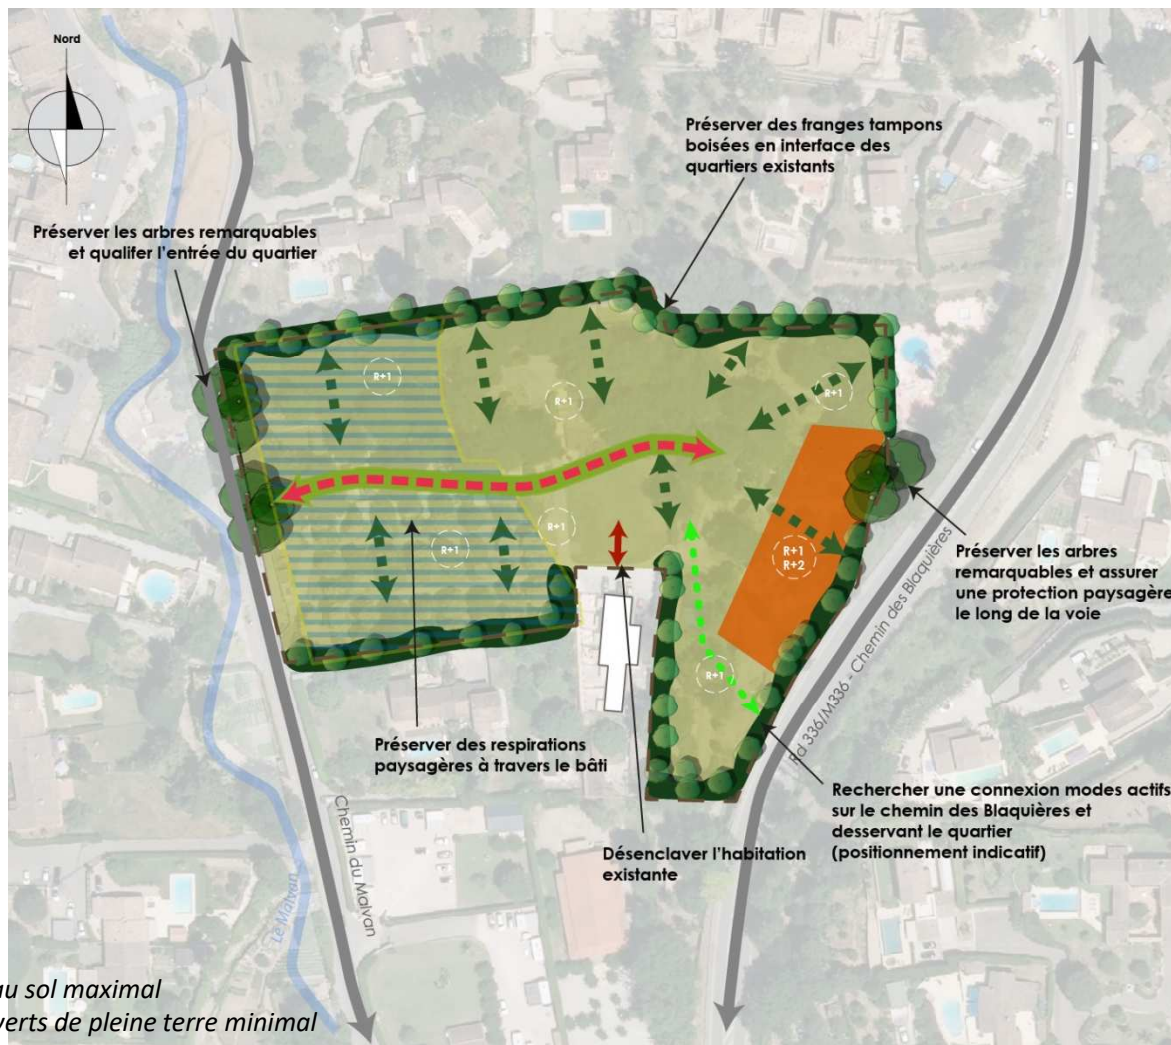 Nord
Préserver des franges tampons
boisées en interface des
quartiers existants
Préserver les arbres remarquables
et qualifer l'entrée du quartier
R+1
R+1
R+1
R+1
R+1
R+1
R+2
R+1
Préserver les arbres
remarquables et assurer
une protection paysagère
le long de la voie
Rd 336/M336 - Chemin des Blaquières
Préserver des respirations
paysagères à travers le bâti
Désenclaver l'habitation
existante
Rechercher une connexion modes actifs
sur le chemin des Blaquières et
desservant le quartier
(positionnement indicatif)
Chemin du Malvan
Le Malvan
au sol maximal
verts de pleine terre minimal